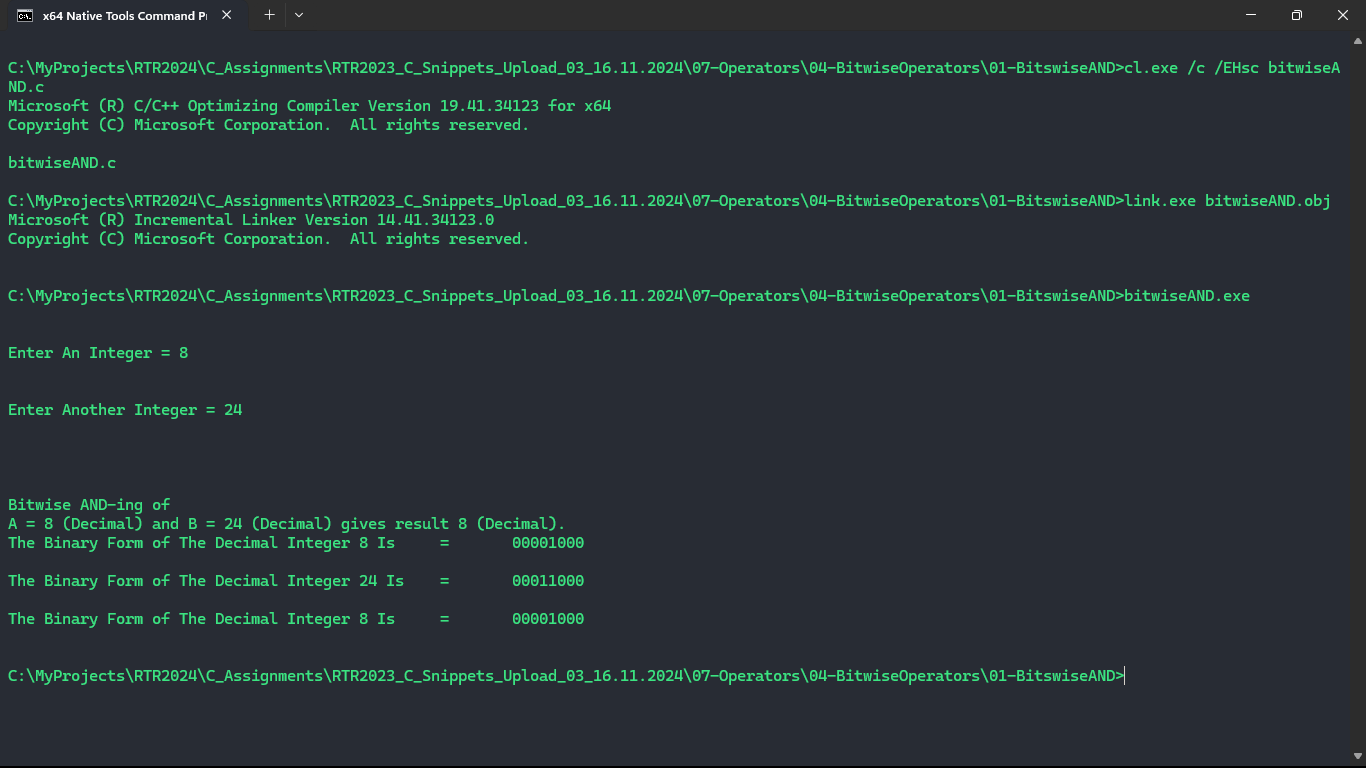 x64 Native Tools Command Pr
C:\MyProjects\RTR2024\C_Assignments\RTR2023_C_Snippets_Upload_03_16.11.2024\07-Operators\04-BitwiseOperators\01-BitswiseAND>cl.exe /c /EHsc bitwiseA
ND.c
Microsoft (R) C/C++ Optimizing Compiler Version 19.41.34123 for x64
Copyright (C) Microsoft Corporation.  All rights reserved.
bitwiseAND.c
C:\MyProjects\RTR2024\C_Assignments\RTR2023_C_Snippets_Upload_03_16.11.2024\07-Operators\04-BitwiseOperators\01-BitswiseAND>link.exe bitwiseAND.obj
Microsoft (R) Incremental Linker Version 14.41.34123.0
Copyright (C) Microsoft Corporation.  All rights reserved.
C:\MyProjects\RTR2024\C_Assignments\RTR2023_C_Snippets_Upload_03_16.11.2024\07-Operators\04-BitwiseOperators\01-BitswiseAND>bitwiseAND.exe
Enter An Integer = 8
Enter Another Integer = 24
Bitwise AND-ing of
A = 8 (Decimal) and B = 24 (Decimal) gives result 8 (Decimal).
The Binary Form of The Decimal Integer 8 Is     =       00001000
The Binary Form of The Decimal Integer 24 Is    =       00011000
The Binary Form of The Decimal Integer 8 Is     =       00001000
C:\MyProjects\RTR2024\C_Assignments\RTR2023_C_Snippets_Upload_03_16.11.2024\07-Operators\04-BitwiseOperators\01-BitswiseAND>